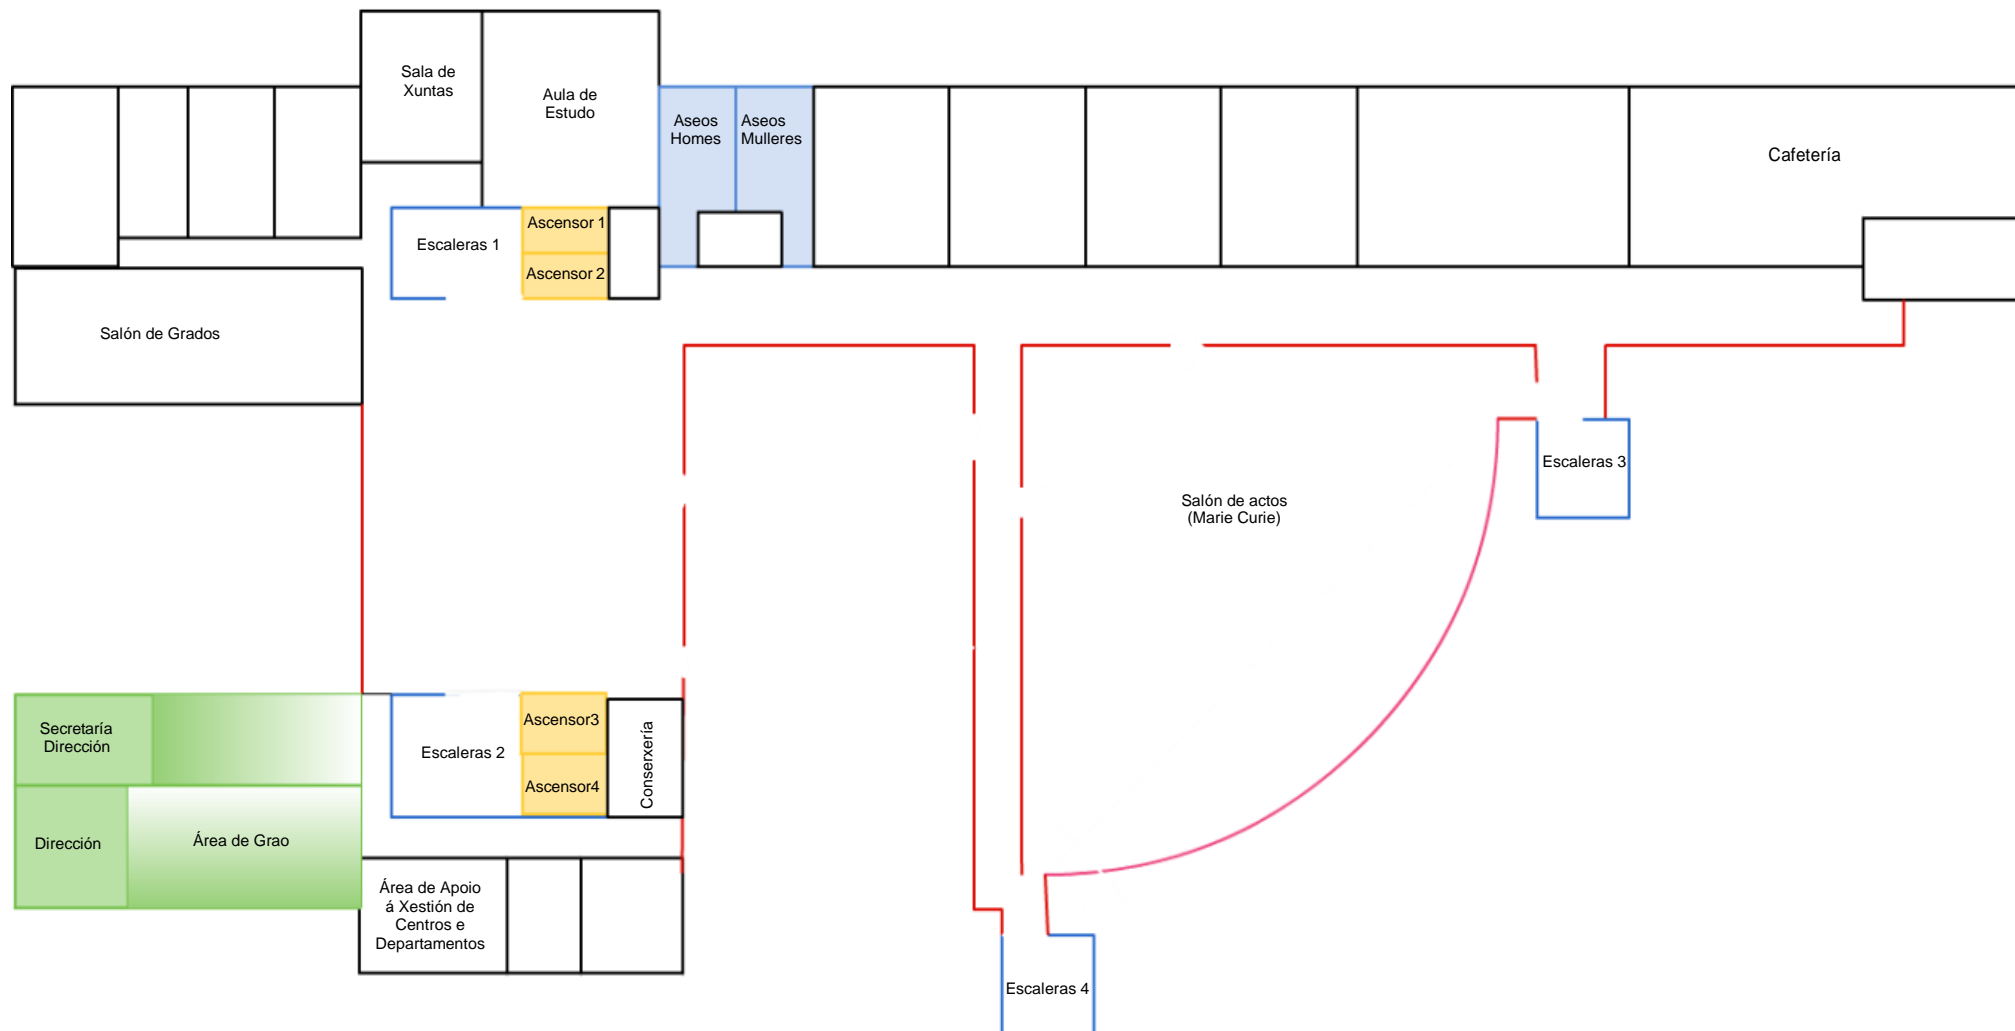 Sala de
Xuntas
Aula de
Estudo
Aseos
Homes
Aseos
Mulleres
Cafetería
Escaleras 1
Ascensor 1
Ascensor 2
Salón de Grados
Escaleras 3
Salón de actos
(Marie Curie)
Secretaría
Dirección
Escaleras 2
Ascensor3
Ascensor4
Conserxería
Dirección
Área de Grao
Área de Apoio
á Xestión de
Centros e
Departamentos
Escaleras 4